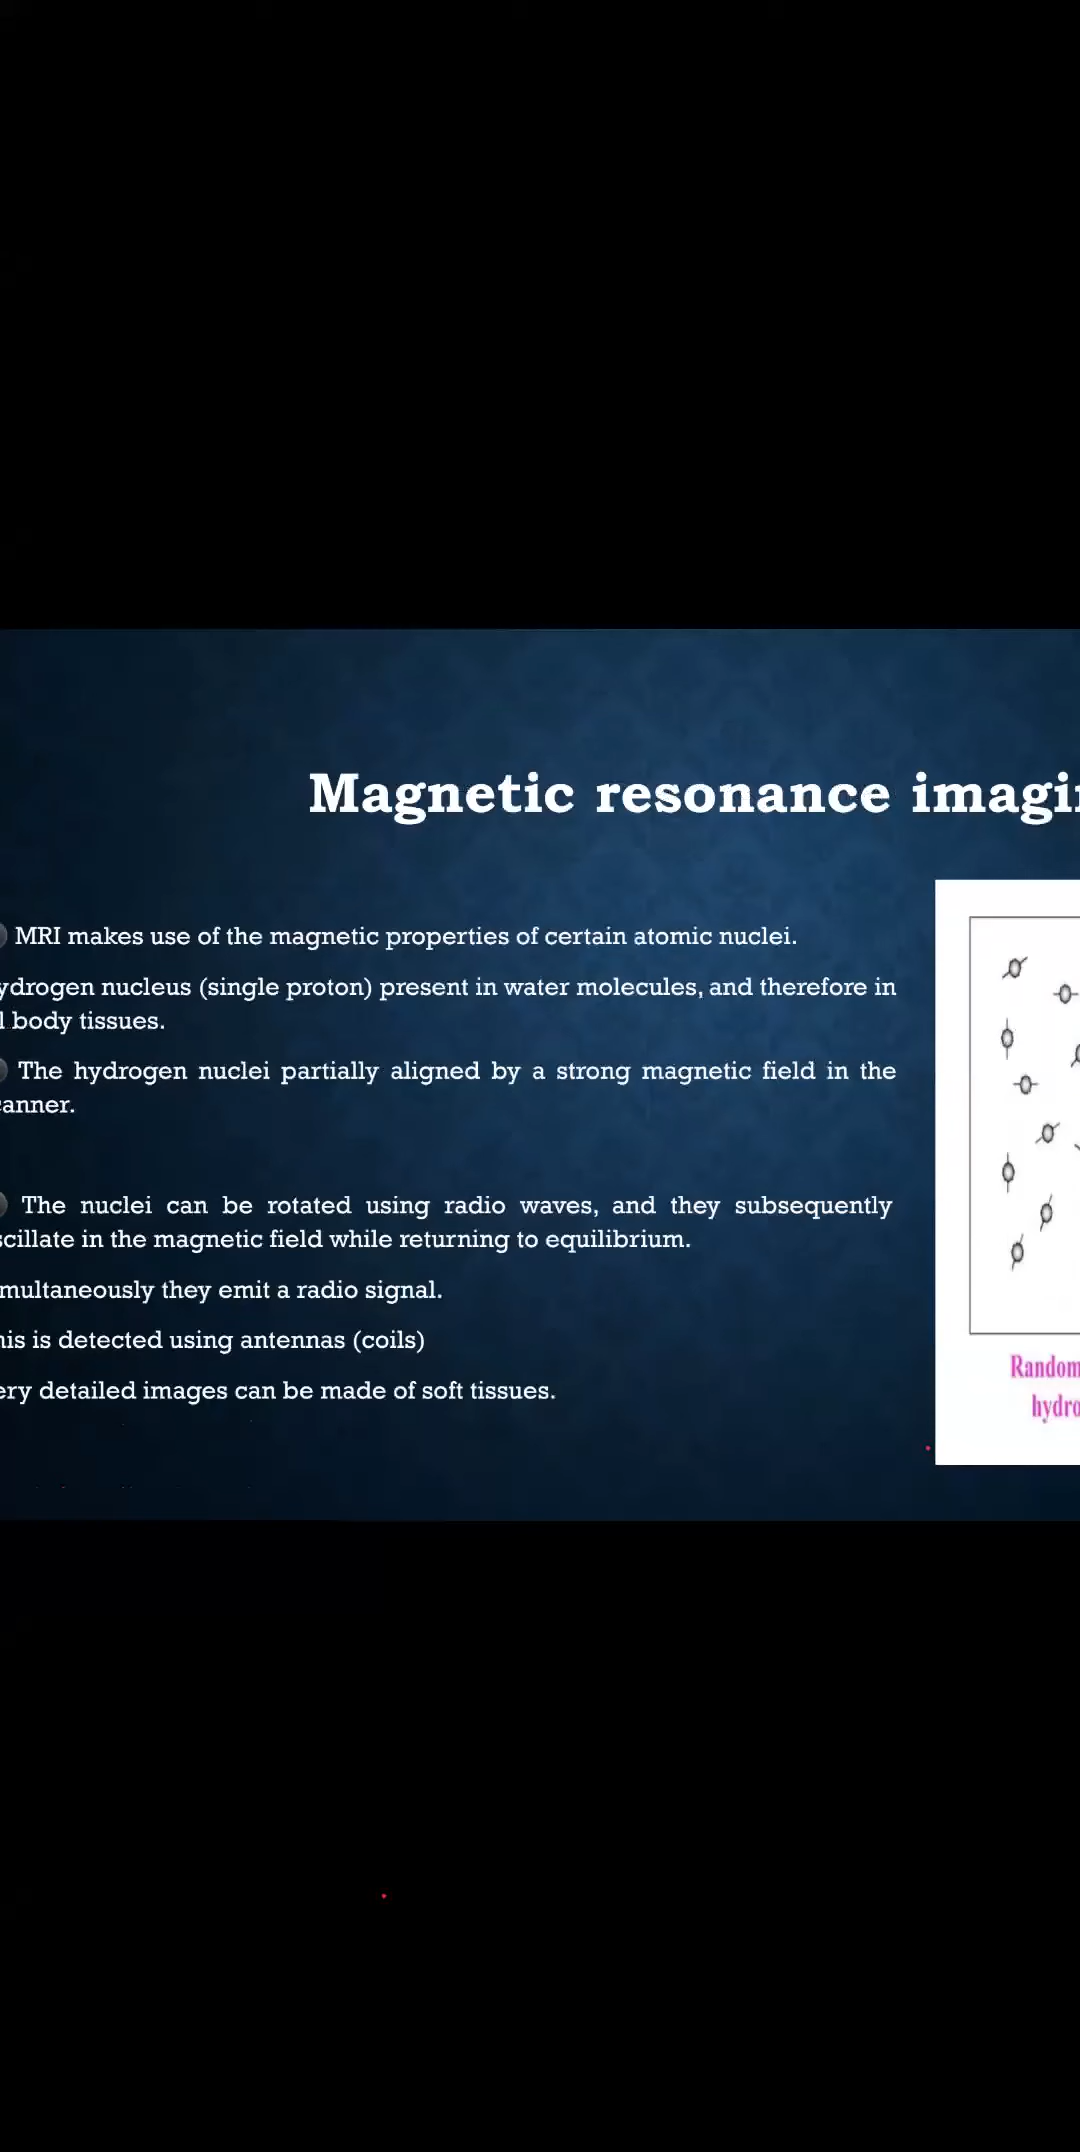 Magnetic resonance imagi
MRI makes use of the magnetic properties of certain atomic nuclei.
ydrogen nucleus (single proton) present in water molecules, and therefore in
l body tissues.
The hydrogen nuclei partially aligned by a strong magnetic field in the
canner.
The nuclei can be rotated using radio waves, and they subsequently
scillate in the magnetic field while returning to equilibrium.
multaneously they emit a radio signal.
his is detected using antennas (coils)
ery detailed images can be made of soft tissues.
Random
hydro